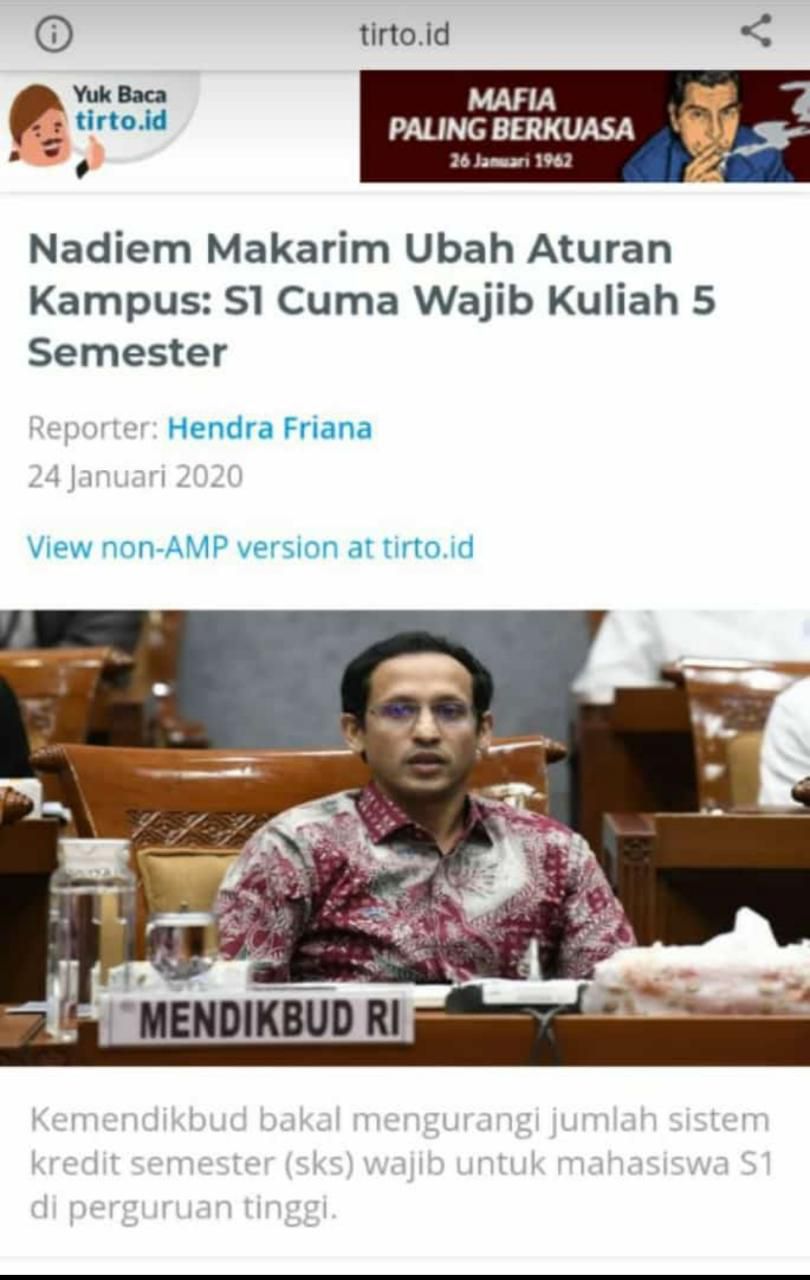 tirto.id
Yuk Baca
tirto.id
MAFIA
PALING BERKUASA
26 Januari 1962
Nadiem Makarim Ubah Aturan
Kampus: S1 Cuma Wajib Kuliah 5
Semester
Reporter: Hendra Friana
24 Januari 2020
View non-AMP version at tirto.id
MENDIKBUD RI
Kemendikbud bakal mengurangi jumlah sistem
kredit semester (sks) wajib untuk mahasiswa S1
di perguruan tinggi.